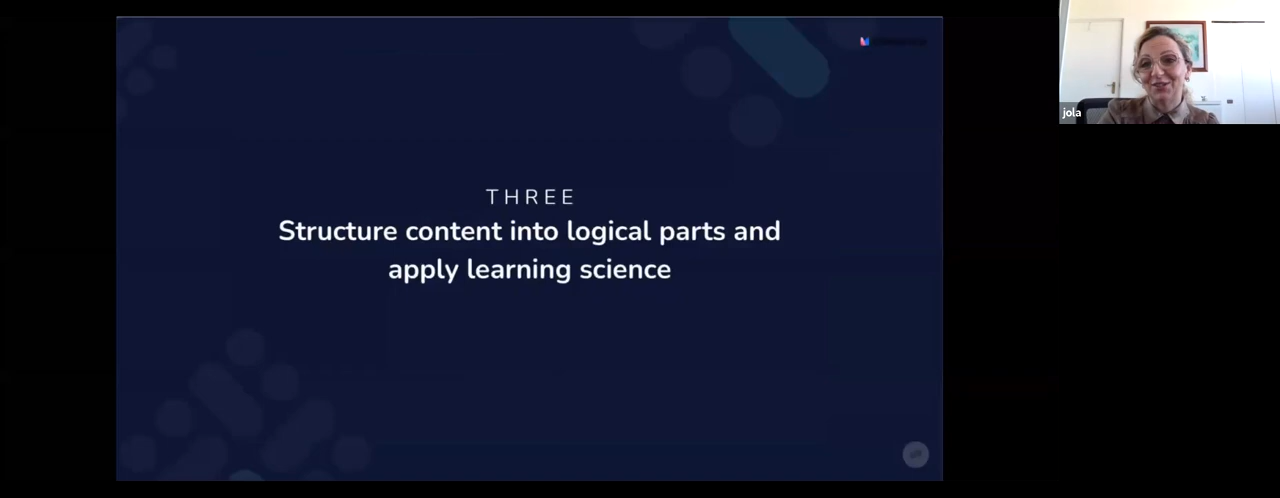 THREE
Structure content into logical parts and
apply learning science
jola